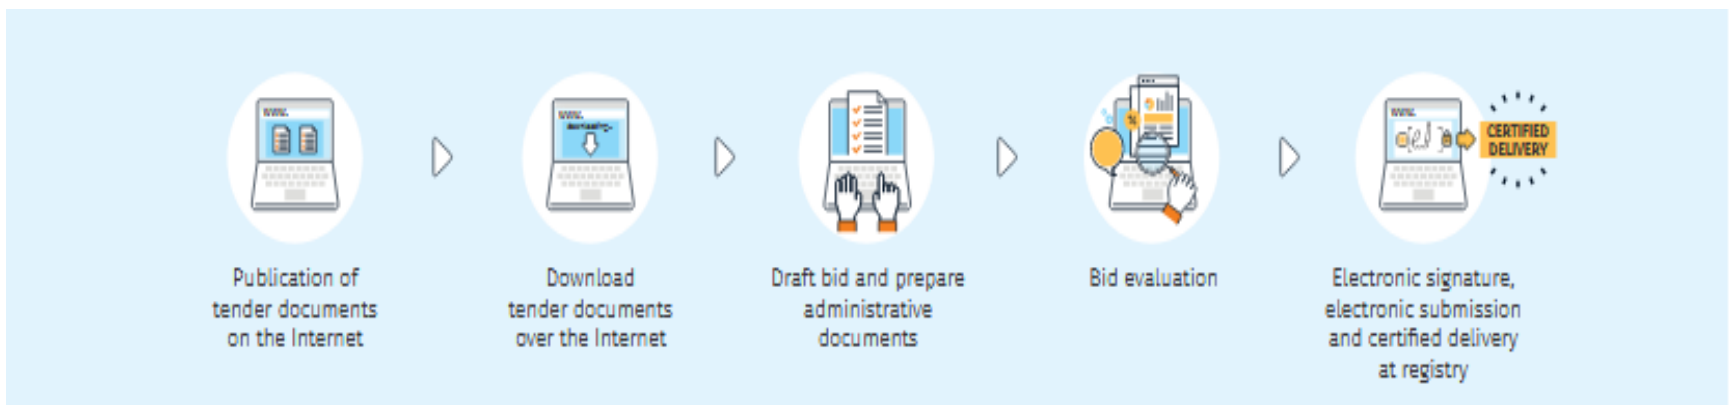 www.
Publication of
tender documents
on the Internet
www.
Download
tender documents
over the Internet
Draft bid and prepare
administrative
documents
%
Bid evaluation
www.
CERTIFIED
DELIVERY
Electronic signature,
electronic submission
and certified delivery
at registry